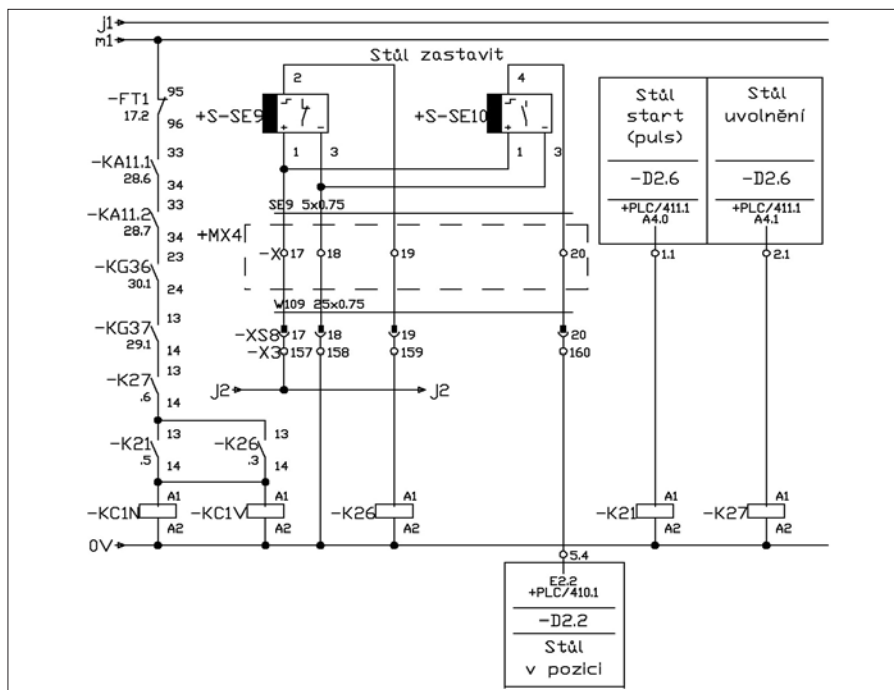 j1
m1
Stůl zastavit
2
4
-FT1
95
17.2
96
+S-SE9
+S-SE10
+ -
+ -
1 3
1 3
Stůl
start
(puls)
Stůl
uvolnění
-D2.6
-D2.6
+PLC/411.1
A4.0
+PLC/411.1
A4.1
1.1
2.1
-KA11.1
33
28.6
34
-KA11.2
33
28.7
34
SE9 5x0.75
+MX4
-X 17 18 19 20
-KG36
23
30.1
24
W109 25x0.75
-KG37
13
29.1
14
-XS8 17 18 19 20
-X3 157 158 159 160
-K27
13
.6
14
J2 J2
-K21
13
.5
14
-K26
13
.3
14
-KC1N A1 A2
-KC1V A1 A2
-K26 A1 A2
-K21 A1 A2
-K27 A1 A2
0V
5.4
E2.2
+PLC/410.1
-D2.2
Stůl
v pozici